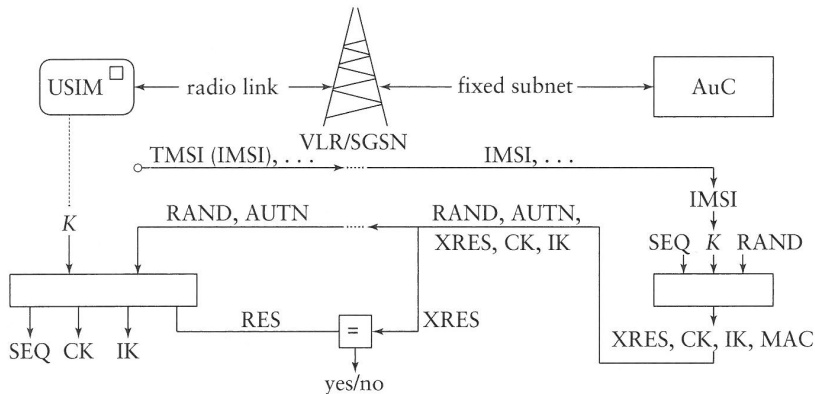 USIM
radio link
fixed subnet
AuC
VLR/SGSN
TMSI (IMSI), . . .
IMSI, . . .
IMSI
K
RAND, AUTN
RAND, AUTN,
XRES, CK, IK
SEQ K RAND
RES
=
XRES
XRES, CK, IK, MAC
SEQ CK IK
yes/no